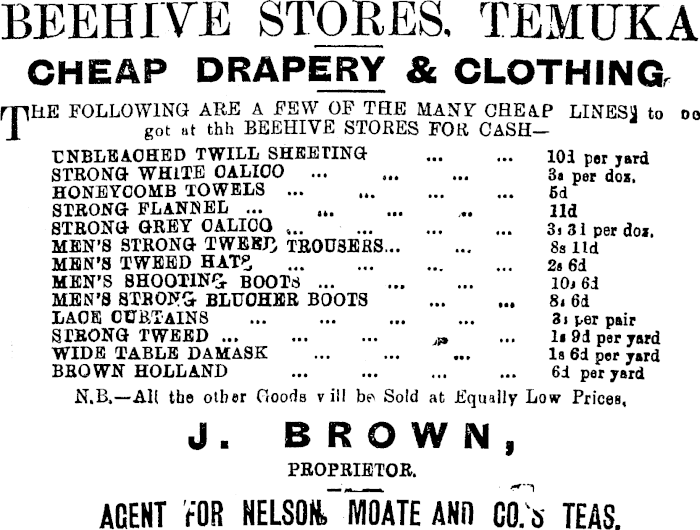 BEEHIVE STORES, TEMUKA
CHEAP DRAPERY & CLOTHING
THE FOLLOWING ARE A FEW OF THE MANY CHEAP LINES to be
got at thh BEEHIVE STORES FOR CASH—
UNBLEACHED TWILL SHEETING ... ... 10d per yard
STRONG WHITE CALICO ... ... ... 3s per doz.
HONEYCOMB TOWELS ... ... ... ... 5d
STRONG FLANNEL ... ... ... ... 11d
STRONG GREY CALICO ... ... ... ... 3s 3d per doz.
MEN'S STRONG TWEED TROUSERS... ... 8s 11d
MEN'S TWEED HATS ... ... ... ... 2s 6d
MEN'S SHOOTING BOOTS ... ... ... 10s 6d
MEN'S STRONG BLUCHER BOOTS ... ... 8s 6d
LACE CURTAINS ... ... ... ... 3s per pair
STRONG TWEED ... ... ... ... 1s 9d per yard
WIDE TABLE DAMASK ... ... ... 1s 6d per yard
BROWN HOLLAND ... ... ... ... 6d per yard
N.B.—All the other Goods will be Sold at Equally Low Prices.
J. BROWN,
PROPRIETOR.
AGENT FOR NELSON, MOATE AND CO.'S TEAS.